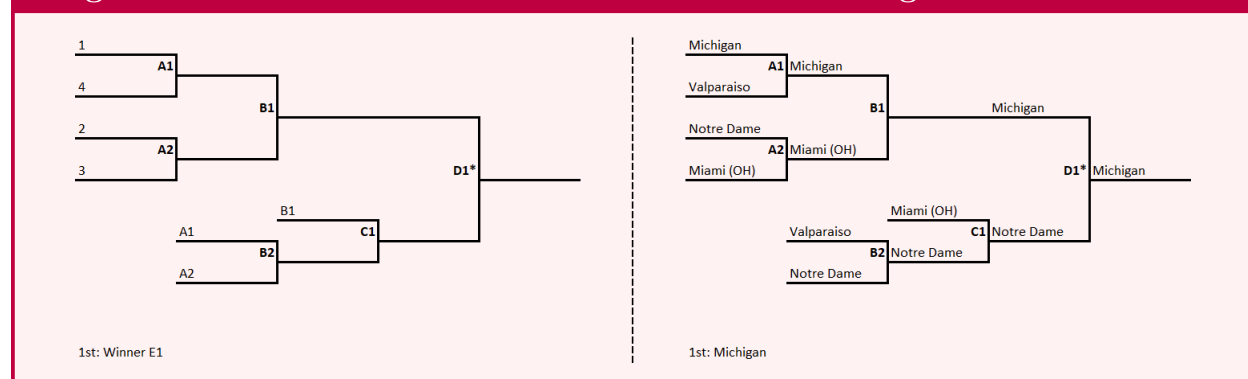 1
A1
4
B1
2
A2
3
D1*
B1
A1
C1
B2
A2
1st: Winner E1
Michigan
A1 Michigan
Valparaiso
B1
Michigan
Notre Dame
A2 Miami (OH)
Miami (OH)
D1* Michigan
Miami (OH)
Valparaiso
C1 Notre Dame
B2 Notre Dame
Notre Dame
1st: Michigan